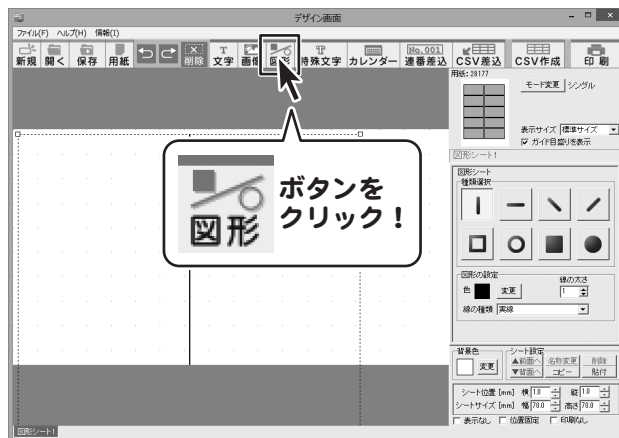 デザイン画面
ファイル(F) ヘルプ(H) 情報(I)
新規 開く 保存 用紙 削除 文字 画像 図形 特殊文字 カレンダー 連番差込 CSV差込 CSV作成 印刷
No.001
用紙: 28177
モード変更 シングル
表示サイズ 標準サイズ
ガイド目盛りを表示
図形シート1
図形シート
種類選択
ボタンを
クリック！
図形
図形の設定
色 変更
線の太さ
1
線の種類 実線
背景色
変更
シート設定
▲前面へ 名称変更 削除
▼背面へ コピー 貼付
シート位置 [mm] 横 1.0 縦 1.0
シートサイズ [mm] 幅 70.0 高さ 70.0
表示なし 位置固定 印刷なし
図形シート1